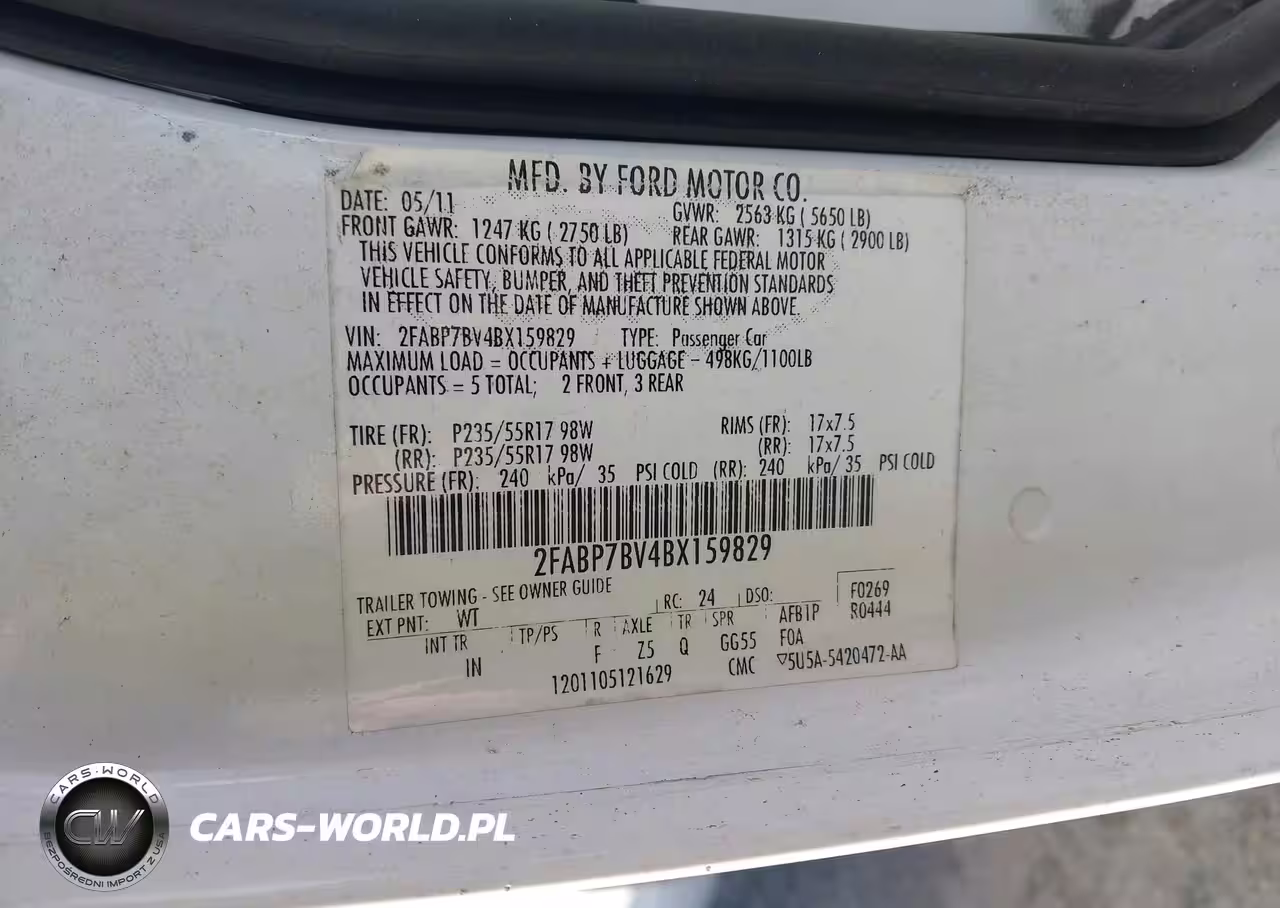 MFD. BY FORD MOTOR CO.
DATE: 05/11 GVWR: 2563 KG ( 5650 LB)
FRONT GAWR: 1247 KG ( 2750 LB) REAR GAWR: 1315 KG ( 2900 LB)
THIS VEHICLE CONFORMS TO ALL APPLICABLE FEDERAL MOTOR
VEHICLE SAFETY, BUMPER, AND THEFT PREVENTION STANDARDS
IN EFFECT ON THE DATE OF MANUFACTURE SHOWN ABOVE.
VIN: 2FABP7BV4BX159829 TYPE: Passenger Car
MAXIMUM LOAD = OCCUPANTS + LUGGAGE - 498KG/1100LB
OCCUPANTS = 5 TOTAL; 2 FRONT, 3 REAR
TIRE (FR): P235/55R17 98W RIMS (FR): 17x7.5
(RR): P235/55R17 98W (RR): 17x7.5
PRESSURE (FR): 240 kPa/ 35 PSI COLD (RR): 240 kPa/ 35 PSI COLD
2FABP7BV4BX159829
TRAILER TOWING - SEE OWNER GUIDE
EXT PNT: WT RC: 24 DSO: F0269
INT TR TP/PS R AXLE TR SPR AFB1P R0444
IN F Z5 Q GG55 FOA
1201105121629 CMC ▽5U5A-5420472-AA
CARS-WORLD
CW
BEZPOŚREDNI IMPORT Z USA
CARS-WORLD.PL